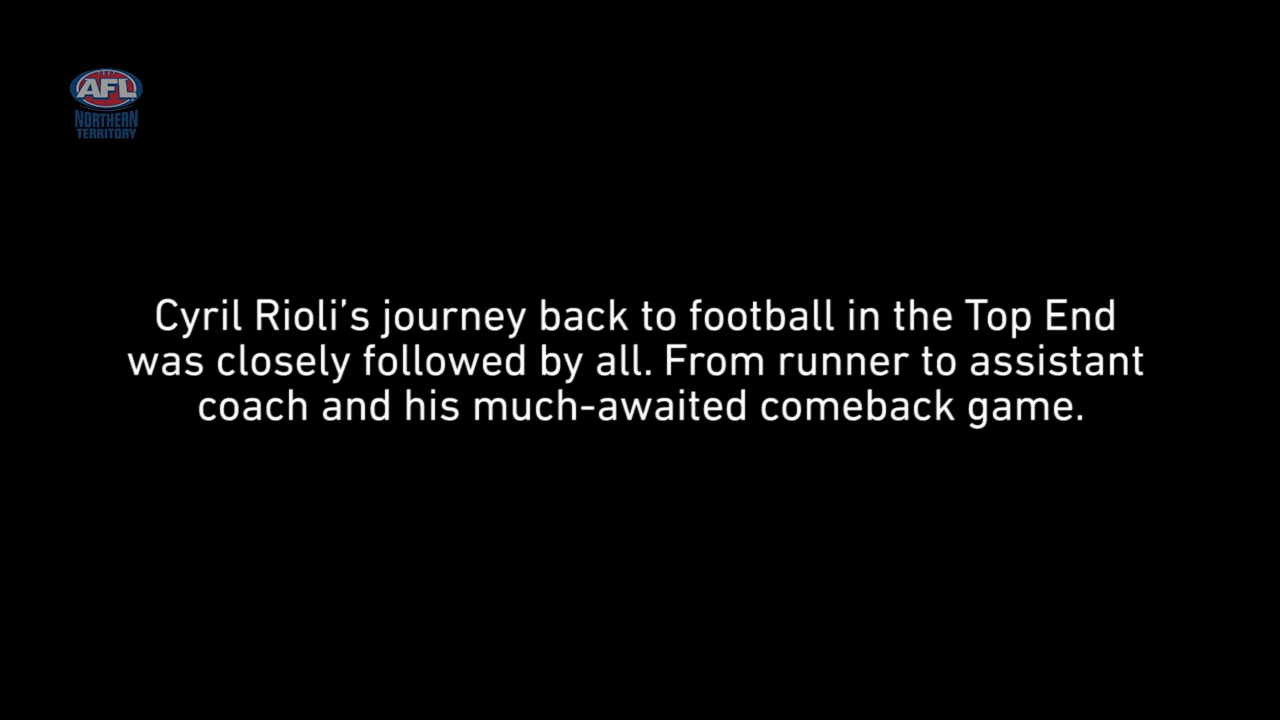 AFL
NORTHERN
TERRITORY
Cyril Rioli’s journey back to football in the Top End
was closely followed by all. From runner to assistant
coach and his much-awaited comeback game.